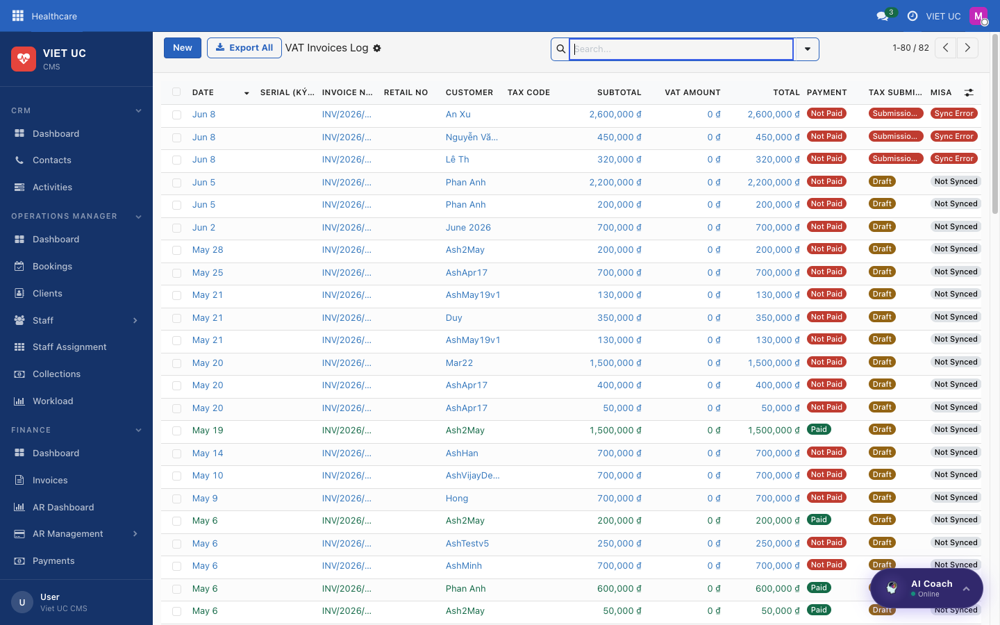 Healthcare
3
VIET UC
M
VIET UC
CMS
CRM
Dashboard
Contacts
Activities
OPERATIONS MANAGER
Dashboard
Bookings
Clients
Staff
Staff Assignment
Collections
Workload
FINANCE
Dashboard
Invoices
AR Dashboard
AR Management
Payments
U
User
Viet UC CMS
New
Export All
VAT Invoices Log
Search...
1-80 / 82
DATE SERIAL (KÝ... INVOICE N... RETAIL NO CUSTOMER TAX CODE SUBTOTAL VAT AMOUNT TOTAL PAYMENT TAX SUBMI... MISA
Jun 8 INV/2026/... An Xu 2,600,000 ₫ 0 ₫ 2,600,000 ₫ Not Paid Submissio... Sync Error
Jun 8 INV/2026/... Nguyễn Vă... 450,000 ₫ 0 ₫ 450,000 ₫ Not Paid Submissio... Sync Error
Jun 8 INV/2026/... Lê Th 320,000 ₫ 0 ₫ 320,000 ₫ Not Paid Submissio... Sync Error
Jun 5 INV/2026/... Phan Anh 2,200,000 ₫ 0 ₫ 2,200,000 ₫ Not Paid Draft Not Synced
Jun 5 INV/2026/... Phan Anh 200,000 ₫ 0 ₫ 200,000 ₫ Not Paid Draft Not Synced
Jun 2 INV/2026/... June 2026 700,000 ₫ 0 ₫ 700,000 ₫ Not Paid Draft Not Synced
May 28 INV/2026/... Ash2May 200,000 ₫ 0 ₫ 200,000 ₫ Not Paid Draft Not Synced
May 25 INV/2026/... AshApr17 700,000 ₫ 0 ₫ 700,000 ₫ Not Paid Draft Not Synced
May 21 INV/2026/... AshMay19v1 130,000 ₫ 0 ₫ 130,000 ₫ Not Paid Draft Not Synced
May 21 INV/2026/... Duy 350,000 ₫ 0 ₫ 350,000 ₫ Not Paid Draft Not Synced
May 21 INV/2026/... AshMay19v1 130,000 ₫ 0 ₫ 130,000 ₫ Not Paid Draft Not Synced
May 20 INV/2026/... Mar22 1,500,000 ₫ 0 ₫ 1,500,000 ₫ Not Paid Draft Not Synced
May 20 INV/2026/... AshApr17 400,000 ₫ 0 ₫ 400,000 ₫ Not Paid Draft Not Synced
May 20 INV/2026/... AshApr17 50,000 ₫ 0 ₫ 50,000 ₫ Not Paid Draft Not Synced
May 19 INV/2026/... Ash2May 1,500,000 ₫ 0 ₫ 1,500,000 ₫ Paid Draft Not Synced
May 14 INV/2026/... AshHan 700,000 ₫ 0 ₫ 700,000 ₫ Not Paid Draft Not Synced
May 10 INV/2026/... AshVijayDe... 700,000 ₫ 0 ₫ 700,000 ₫ Not Paid Draft Not Synced
May 9 INV/2026/... Hong 700,000 ₫ 0 ₫ 700,000 ₫ Not Paid Draft Not Synced
May 6 INV/2026/... Ash2May 200,000 ₫ 0 ₫ 200,000 ₫ Paid Draft Not Synced
May 6 INV/2026/... AshTestv5 250,000 ₫ 0 ₫ 250,000 ₫ Not Paid Draft Not Synced
May 6 INV/2026/... AshMinh 700,000 ₫ 0 ₫ 700,000 ₫ Not Paid Draft Not Synced
May 6 INV/2026/... Phan Anh 600,000 ₫ 0 ₫ 600,000 ₫ Paid
May 6 INV/2026/... Ash2May 50,000 ₫ 0 ₫ 50,000 ₫ Paid Draft Not Synced
AI Coach
Online